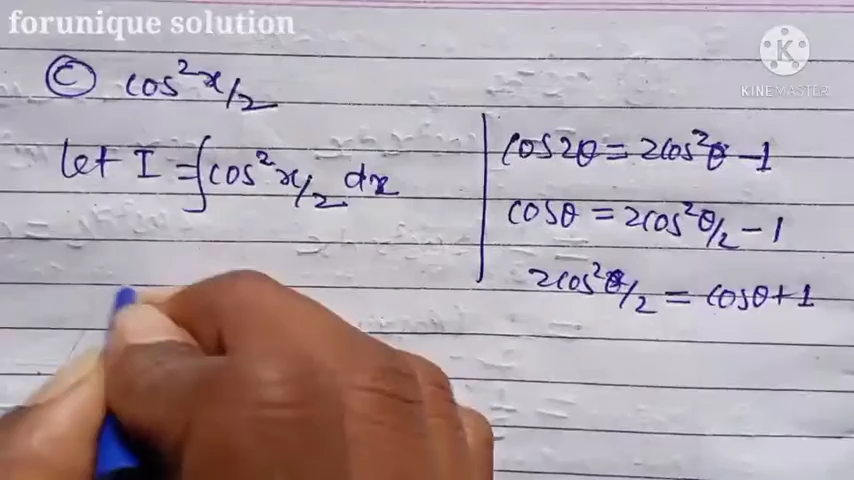 forunique solution
KINEMASTER
(c) cos²x/2
let I = ∫cos²x/2 dx
cos2θ = 2cos²θ - 1
cosθ = 2cos²θ/2 - 1
2cos²θ/2 = cosθ + 1